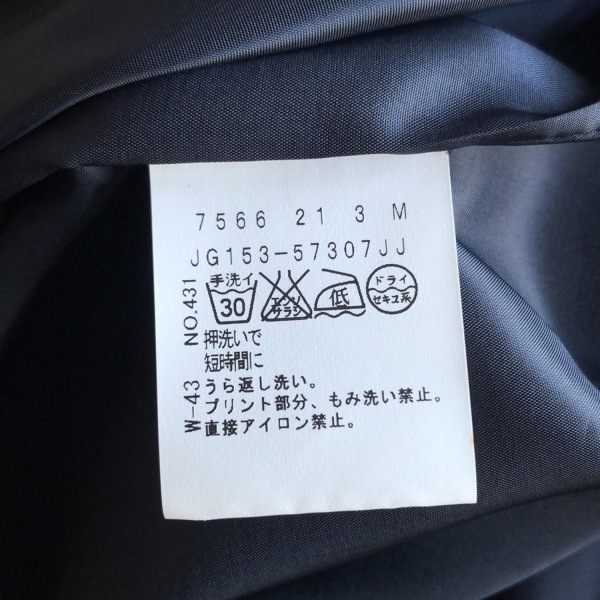 7566 21 3 M
JG153-57307JJ
手洗イ
30
エンソ
サラシ
低
ドライ
セキユ系
押洗いで
短時間に
うら返し洗い。
プリント部分、もみ洗い禁止。
直接アイロン禁止。
NO.431
W-43